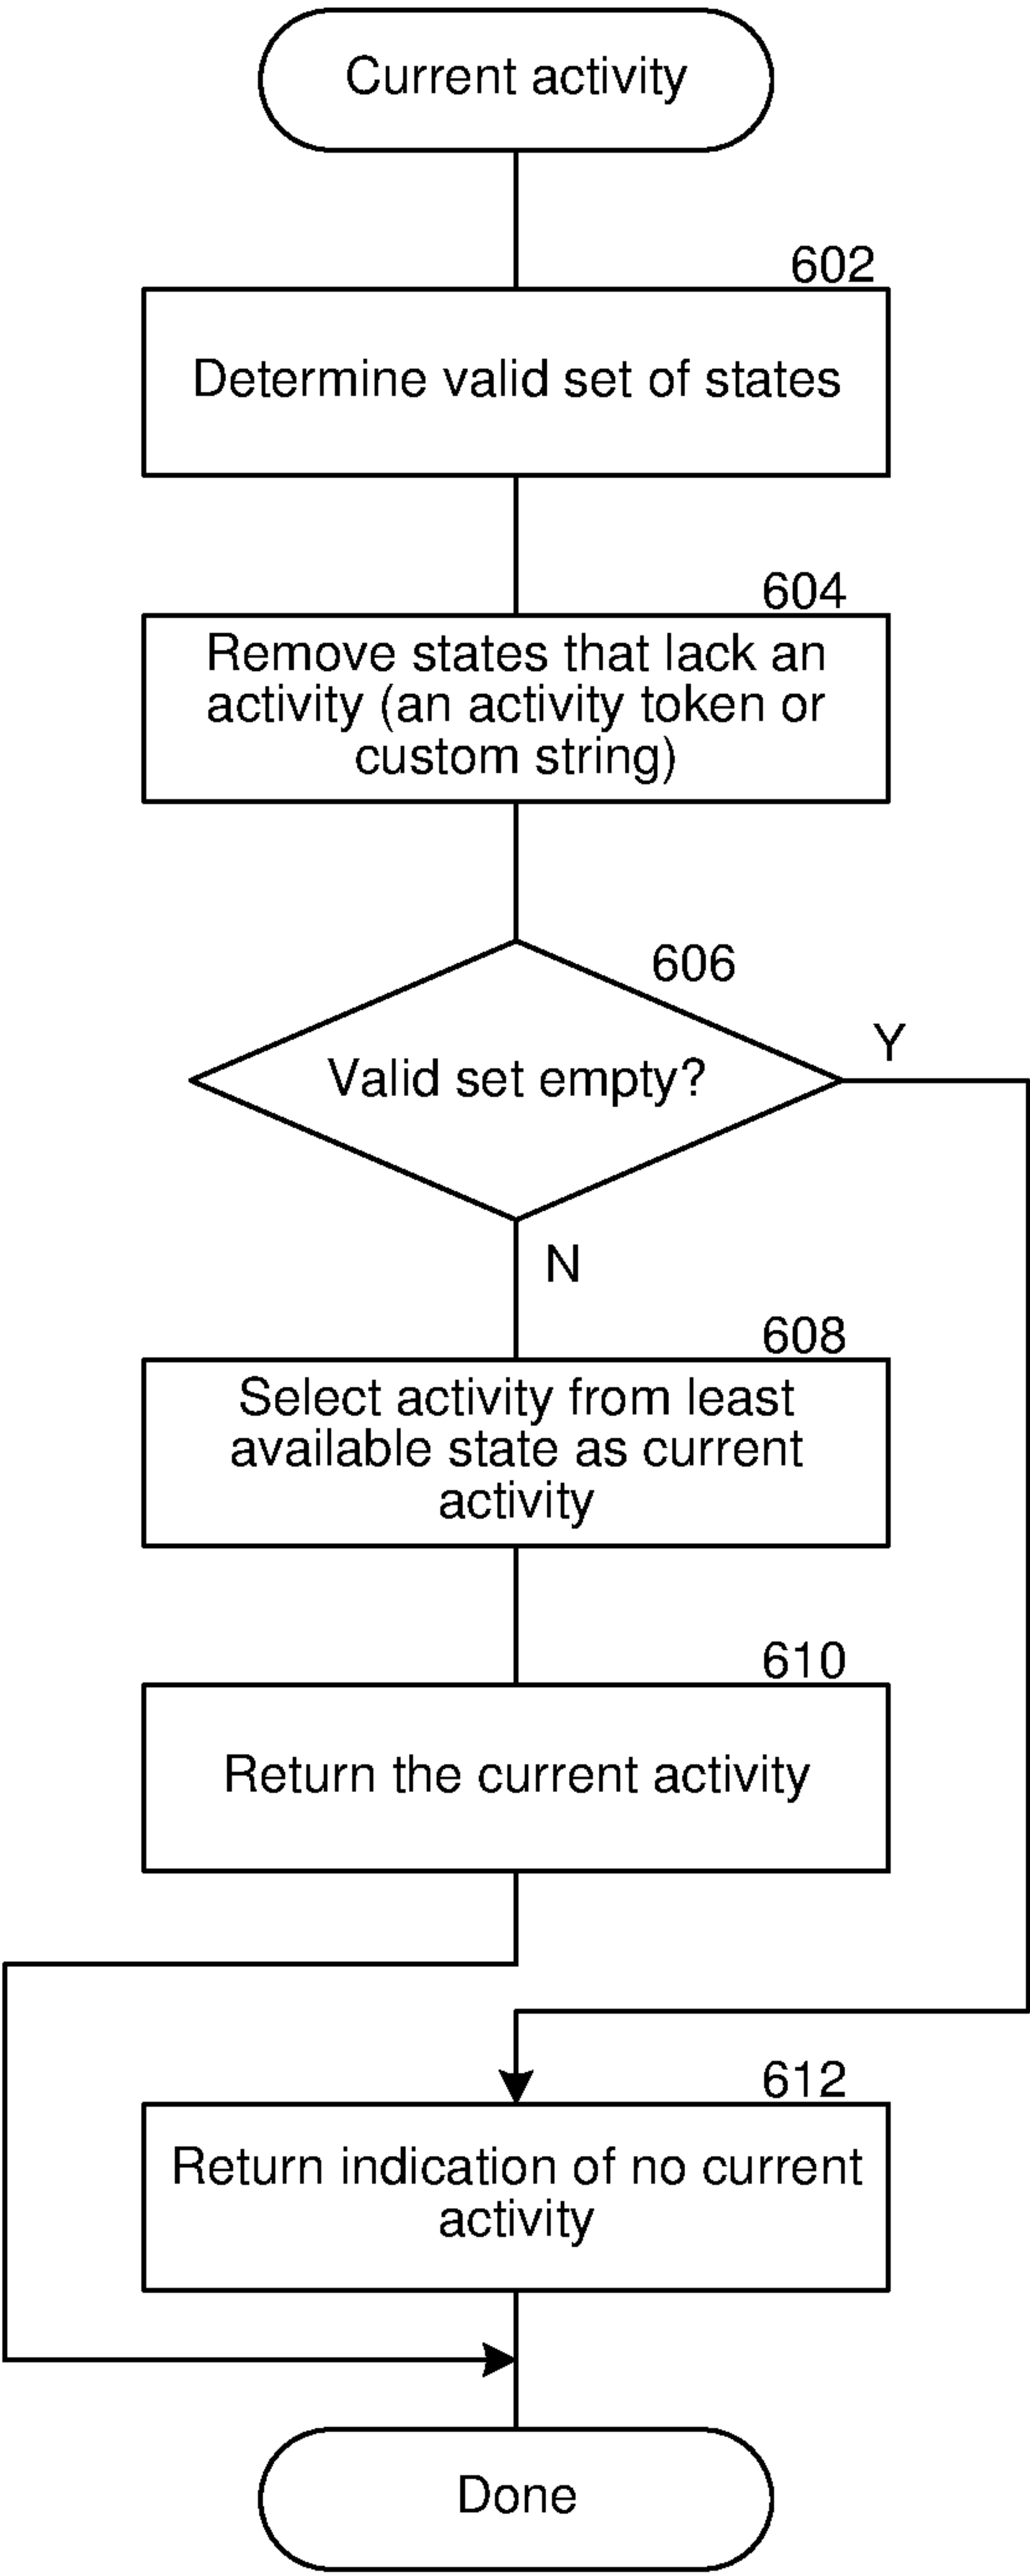 Current activity
602
Determine valid set of states
604
Remove states that lack an
activity (an activity token or
custom string)
606
Valid set empty?
Y
N
608
Select activity from least
available state as current
activity
610
Return the current activity
612
Return indication of no current
activity
Done